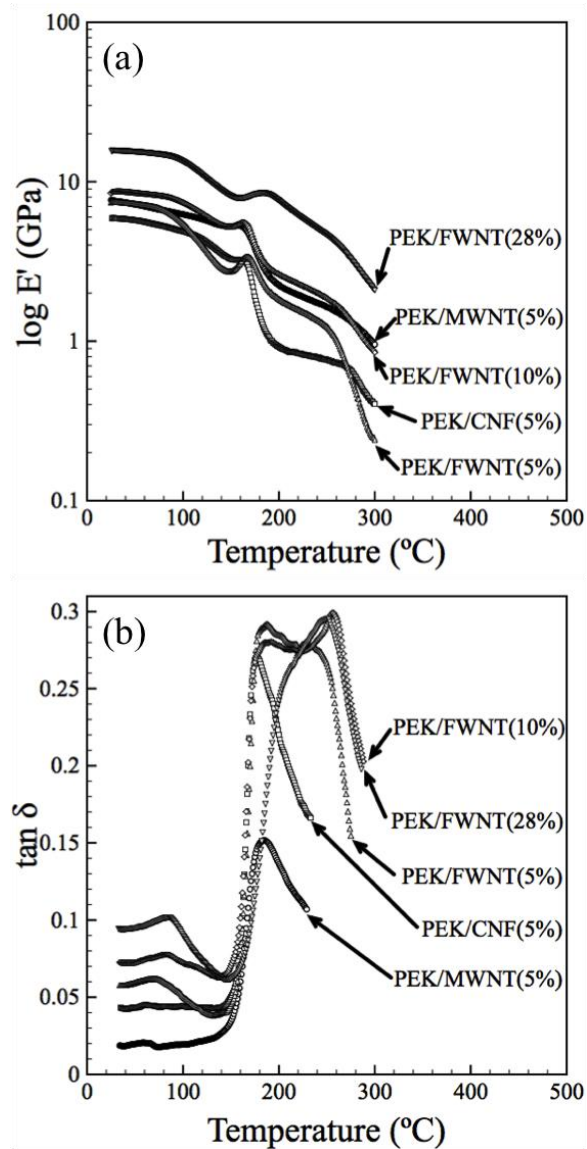 (a)
100
10
1
0.1
log E' (GPa)
PEK/FWNT(28%)
PEK/MWNT(5%)
PEK/FWNT(10%)
PEK/CNF(5%)
PEK/FWNT(5%)
0 100 200 300 400 500
Temperature (ºC)
(b)
0.3
0.25
0.2
0.15
0.1
0.05
0
tan δ
PEK/FWNT(10%)
PEK/FWNT(28%)
PEK/FWNT(5%)
PEK/CNF(5%)
PEK/MWNT(5%)
0 100 200 300 400 500
Temperature (ºC)